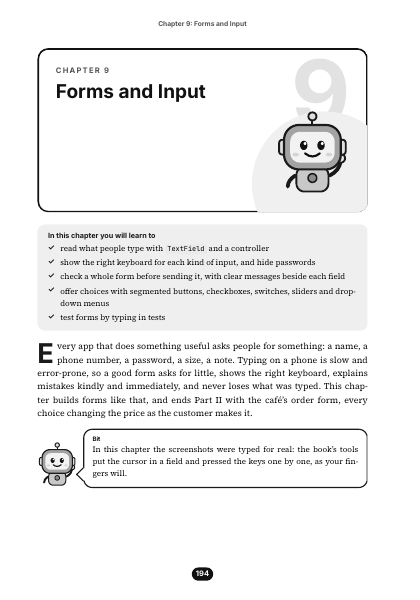 Chapter 9: Forms and Input
CHAPTER 9
Forms and Input
9
In this chapter you will learn to
✓ read what people type with TextField and a controller
✓ show the right keyboard for each kind of input, and hide passwords
✓ check a whole form before sending it, with clear messages beside each field
✓ offer choices with segmented buttons, checkboxes, switches, sliders and drop-
down menus
✓ test forms by typing in tests
Every app that does something useful asks people for something: a name, a
phone number, a password, a size, a note. Typing on a phone is slow and
error-prone, so a good form asks for little, shows the right keyboard, explains
mistakes kindly and immediately, and never loses what was typed. This chap-
ter builds forms like that, and ends Part II with the café’s order form, every
choice changing the price as the customer makes it.
Bit
In this chapter the screenshots were typed for real: the book’s tools
put the cursor in a field and pressed the keys one by one, as your fin-
gers will.
194